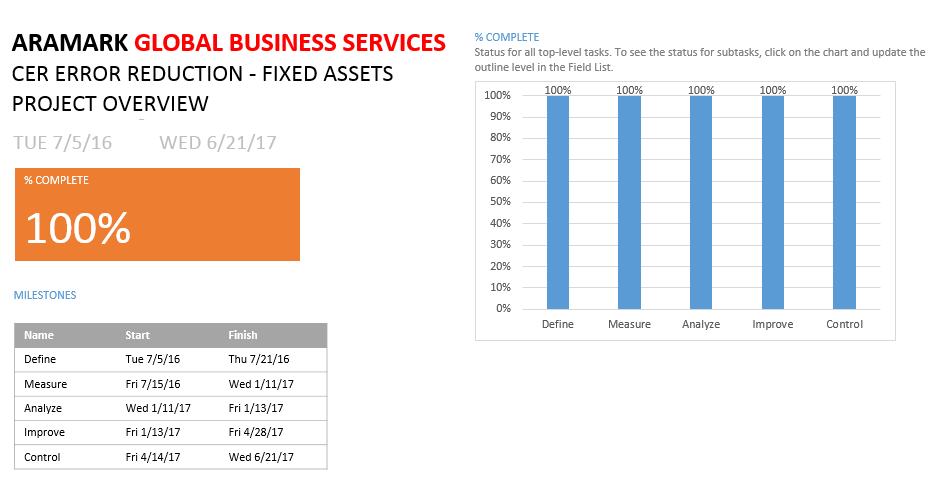 ARAMARK GLOBAL BUSINESS SERVICES
CER ERROR REDUCTION - FIXED ASSETS
PROJECT OVERVIEW
TUE 7/5/16 WED 6/21/17
% COMPLETE
100%
MILESTONES
Name Start Finish
Define Tue 7/5/16 Thu 7/21/16
Measure Fri 7/15/16 Wed 1/11/17
Analyze Wed 1/11/17 Fri 1/13/17
Improve Fri 1/13/17 Fri 4/28/17
Control Fri 4/14/17 Wed 6/21/17
% COMPLETE
Status for all top-level tasks. To see the status for subtasks, click on the chart and update the
outline level in the Field List.
100% 100% 100% 100% 100%
100%
90%
80%
70%
60%
50%
40%
30%
20%
10%
0%
Define Measure Analyze Improve Control